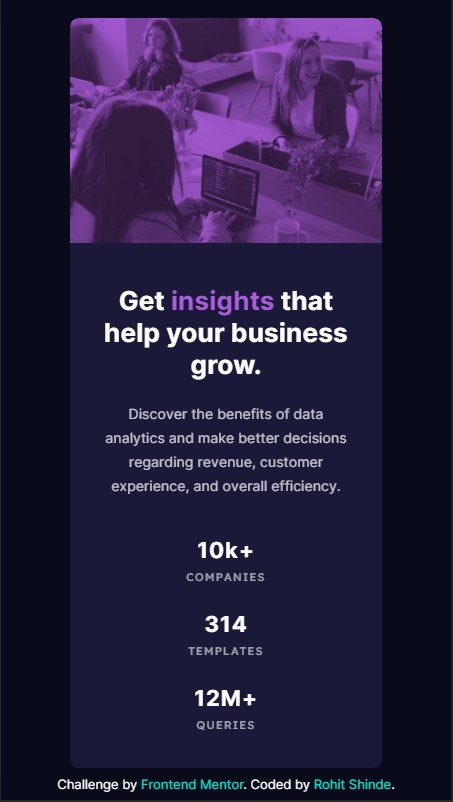 Get insights that
help your business
grow.
Discover the benefits of data
analytics and make better decisions
regarding revenue, customer
experience, and overall efficiency.
10k+
COMPANIES
314
TEMPLATES
12M+
QUERIES
Challenge by Frontend Mentor. Coded by Rohit Shinde.